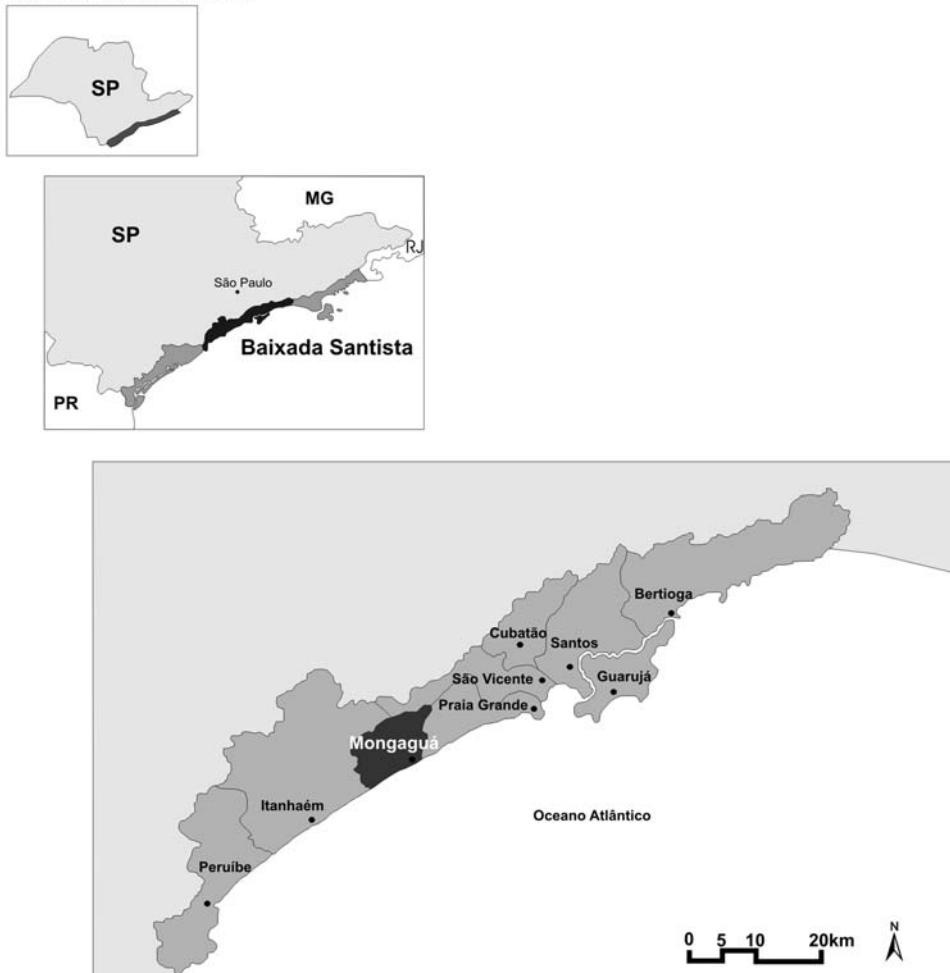 SP
MG
SP
RJ
São Paulo
Baixada Santista
PR
Bertioga
Cubatão
Santos
São Vicente
Guarujá
Praia Grande
Mongaguá
Itanhaém
Oceano Atlântico
Peruíbe
0 5 10 20km
N